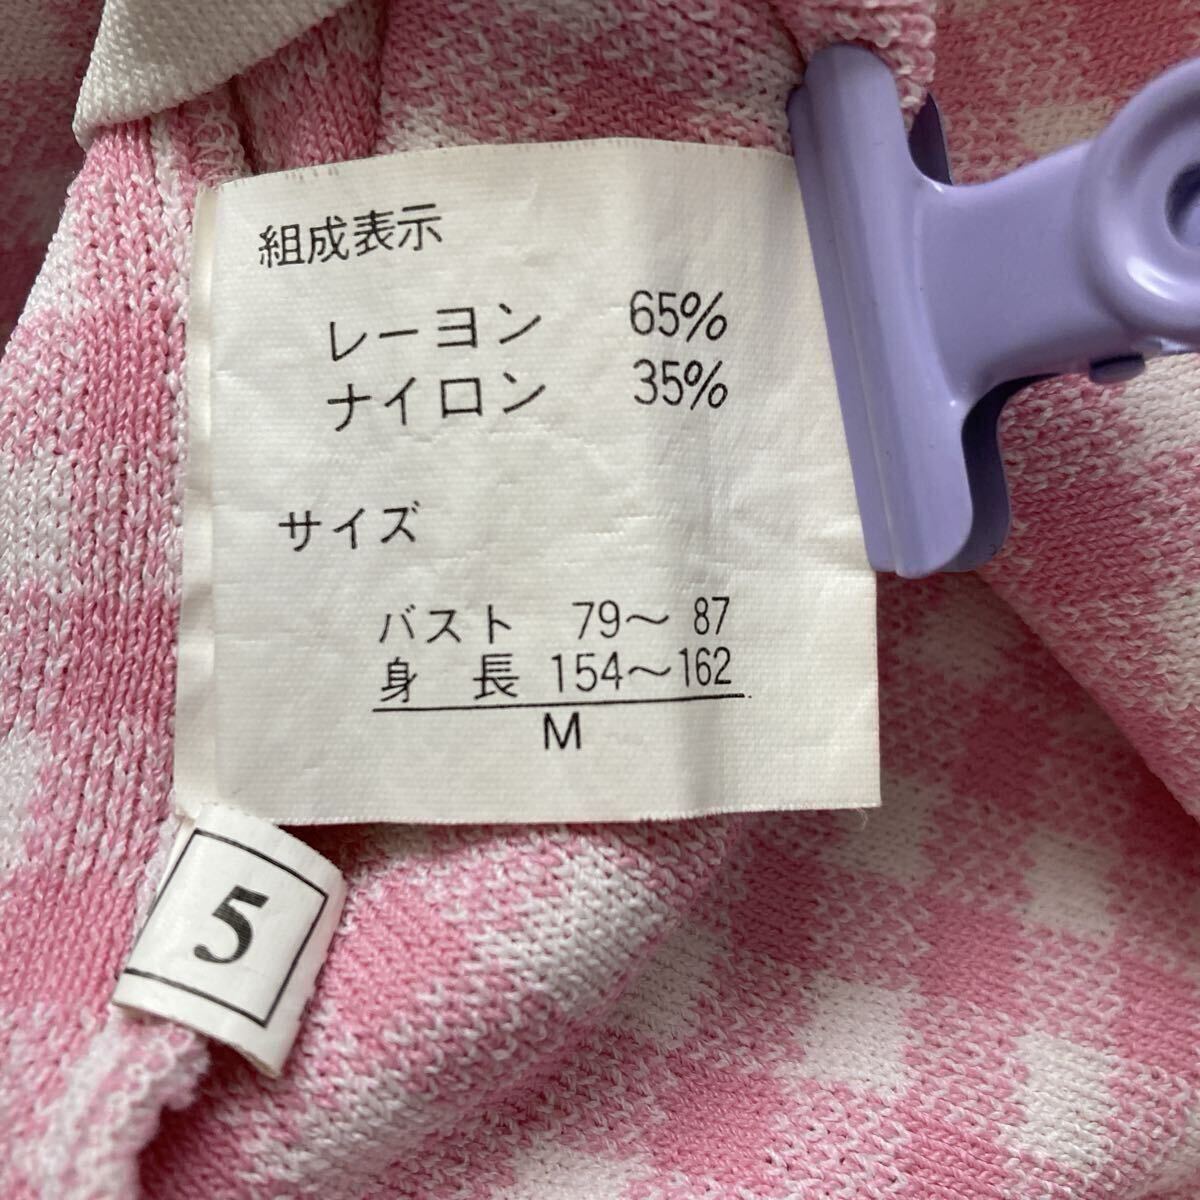 組成表示
レーヨン 65%
ナイロン 35%
サイズ
バスト 79～ 87
身 長 154～162
M
5